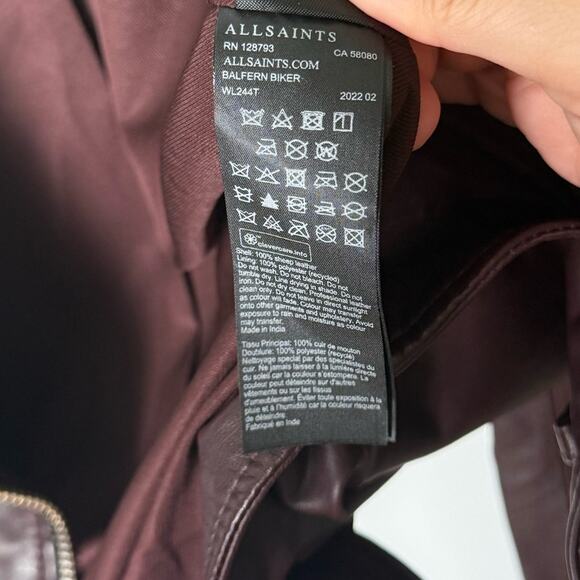 ALLSAINTS
RN 128793 CA 58080
ALLSAINTS.COM
BALFERN BIKER
WL244T 2022 02
clevercare.info
Shell: 100% sheep leather
Lining: 100% polyester (recycled)
Do not wash. Do not bleach. Do not
tumble dry. Line drying in shade. Do not
iron. Do not dry clean. Professional leather
clean only. Do not leave in direct sunlight
as colour will fade. Colour may transfer
onto other garments and upholstery. Avoid
exposure to rain and moisture as colour
may transfer.
Made in India
Tissu Principal: 100% cuir de mouton
Doublure: 100% polyester (recyclé)
Nettoyage spécial par des spécialistes du
cuir. Ne jamais laisser à la lumière directe
du soleil car la couleur s'estompera. La
couleur peut déteindre sur d'autres
vêtements ou sur les tissus
d'ameublement. Éviter toute exposition à la
pluie et à l'humidité car la couleur risquera
de déteindre.
Fabriqué en Inde